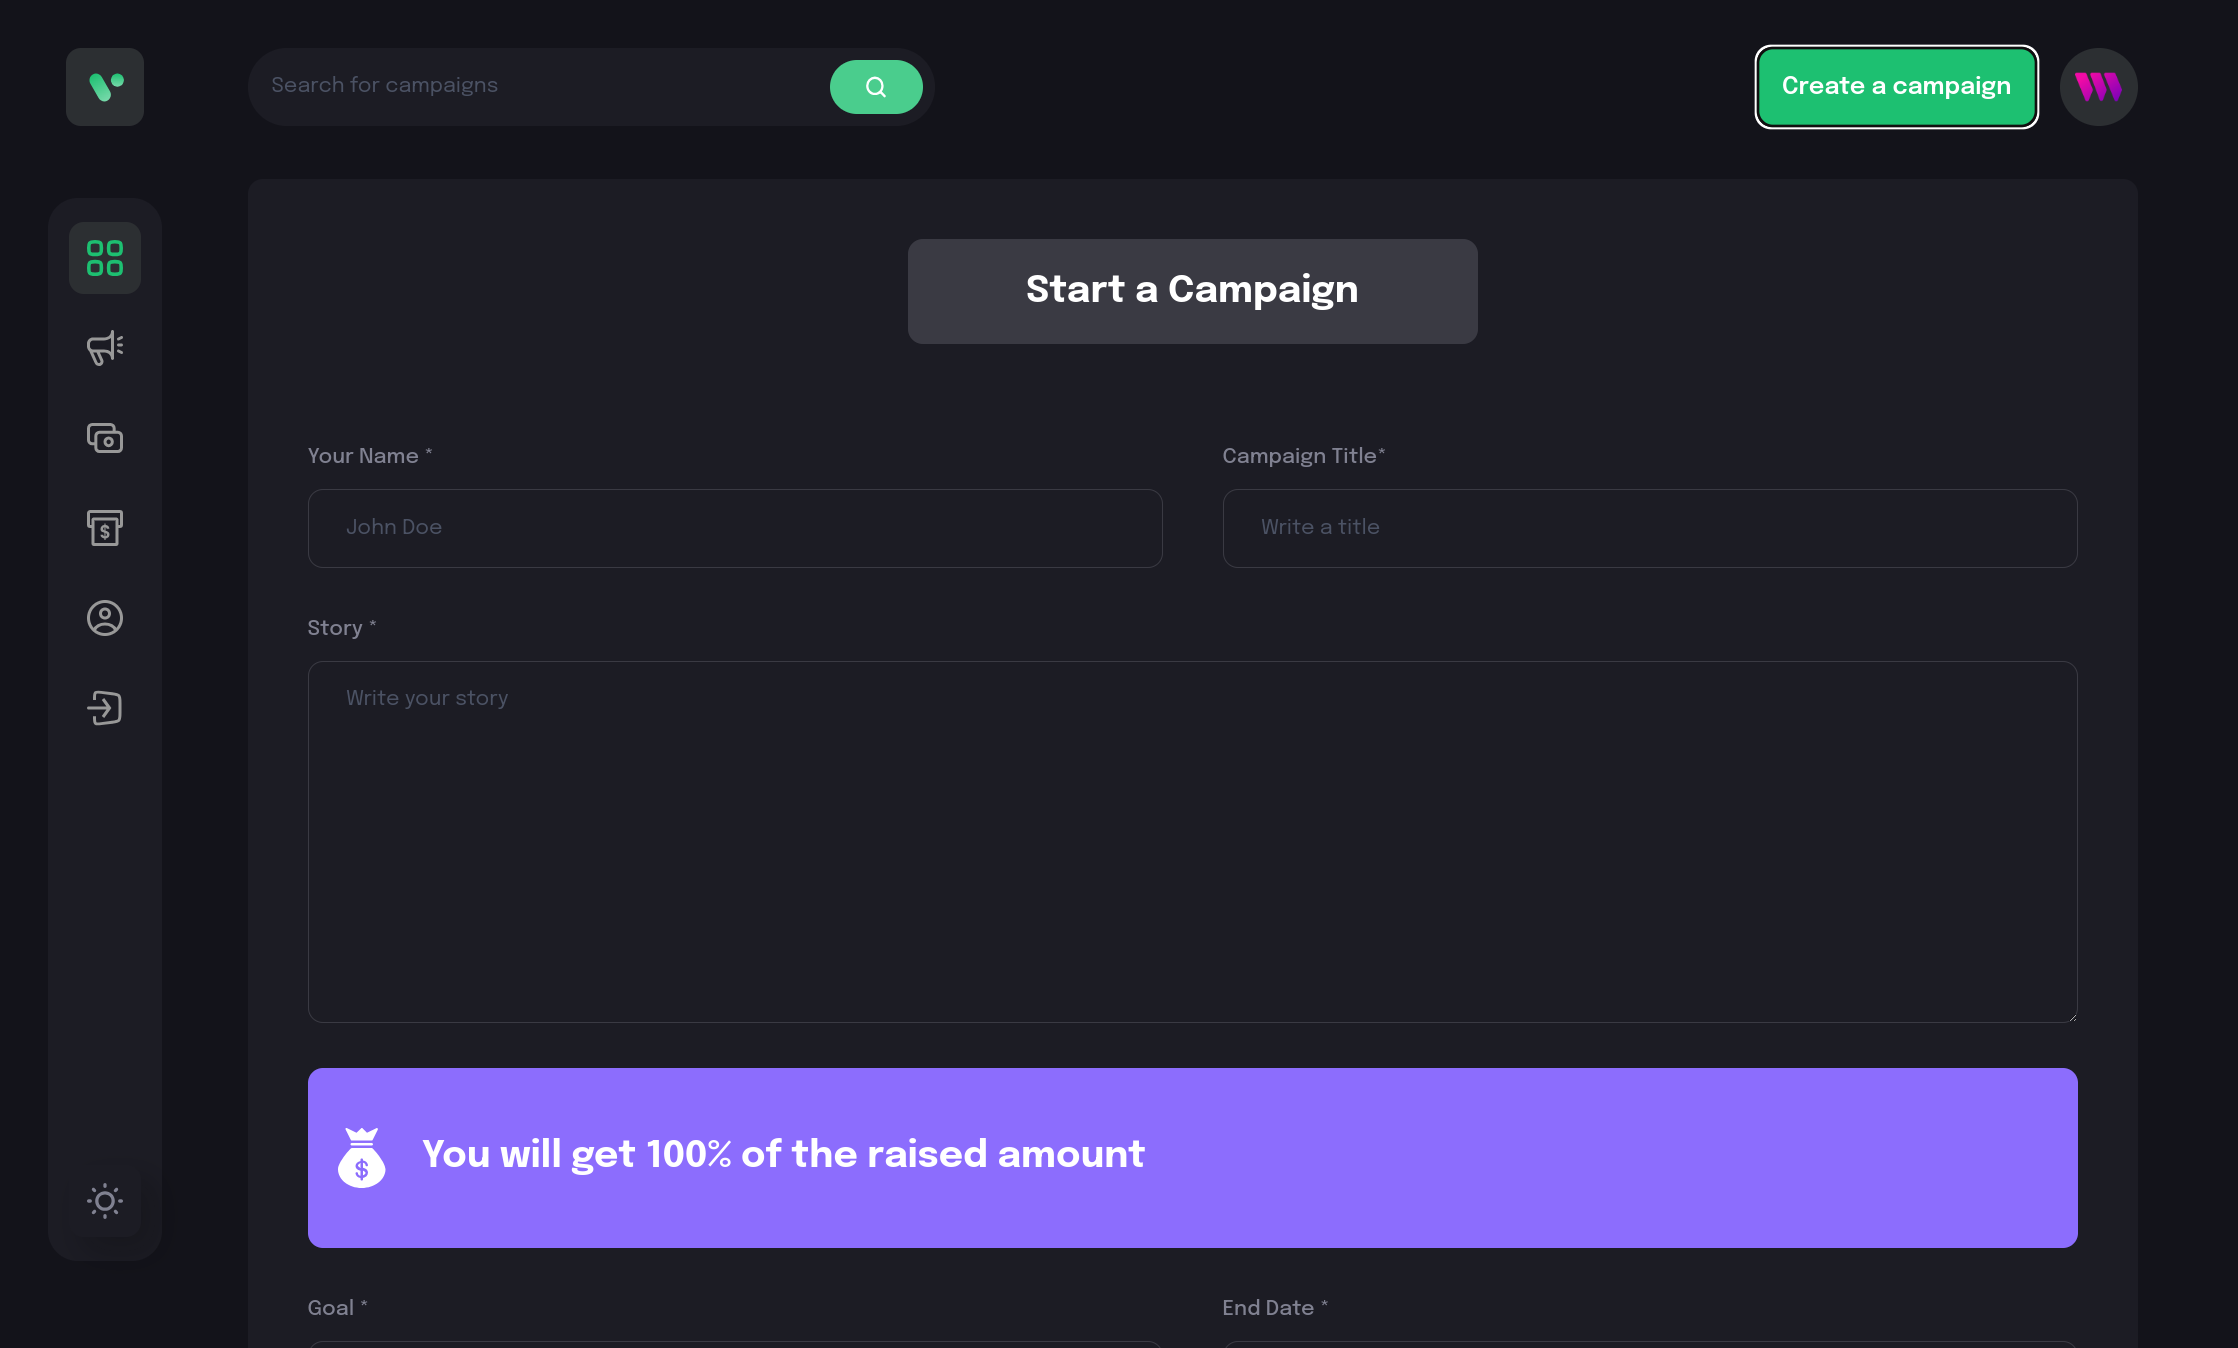 Search for campaigns
Create a campaign
Start a Campaign
Your Name *
Campaign Title*
John Doe
Write a title
Story *
Write your story
$
You will get 100% of the raised amount
$
Goal *
End Date *